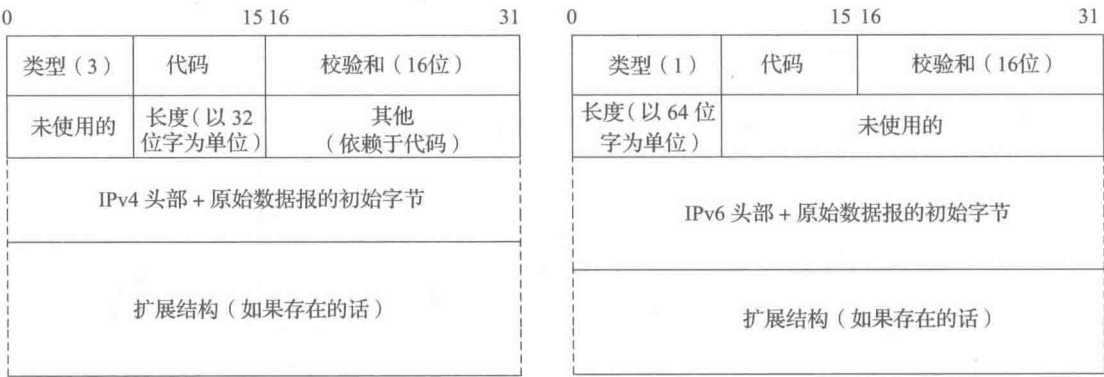 0 15 16 31
类型（3） 代码 校验和（16位）
未使用的 长度（以 32 位字为单位） 其他（依赖于代码）
IPv4 头部 + 原始数据报的初始字节
扩展结构（如果存在的话）
0 15 16 31
类型（1） 代码 校验和（16位）
长度（以 64 位字为单位） 未使用的
IPv6 头部 + 原始数据报的初始字节
扩展结构（如果存在的话）